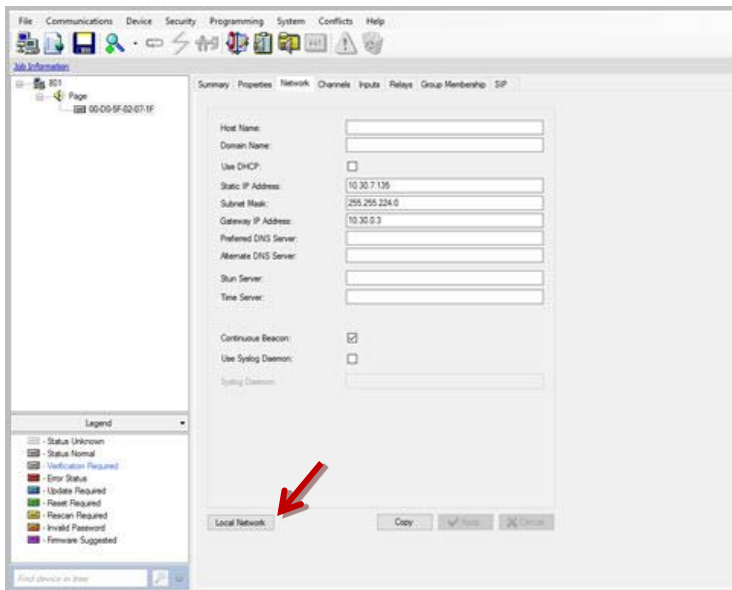 File Communications Device Security Programming System Conflicts Help
Job Information
801
Page
00-D0-5F-02-07-1F
Summary Properties Network Channels Inputs Relays Group Membership SIP
Host Name:
Domain Name:
Use DHCP:
Static IP Address: 10.30.7.135
Subnet Mask: 255.255.224.0
Gateway IP Address: 10.30.0.3
Preferred DNS Server:
Alternate DNS Server:
Stun Server:
Time Server:
Continuous Beacon:
Use Syslog Daemon:
Syslog Daemon:
Legend
- Status Unknown
- Status Normal
- Verification Required
- Error Status
- Update Required
- Reset Required
- Rescan Required
- Invalid Password
- Firmware Suggested
Local Network Copy Apply Cancel
Find device in tree